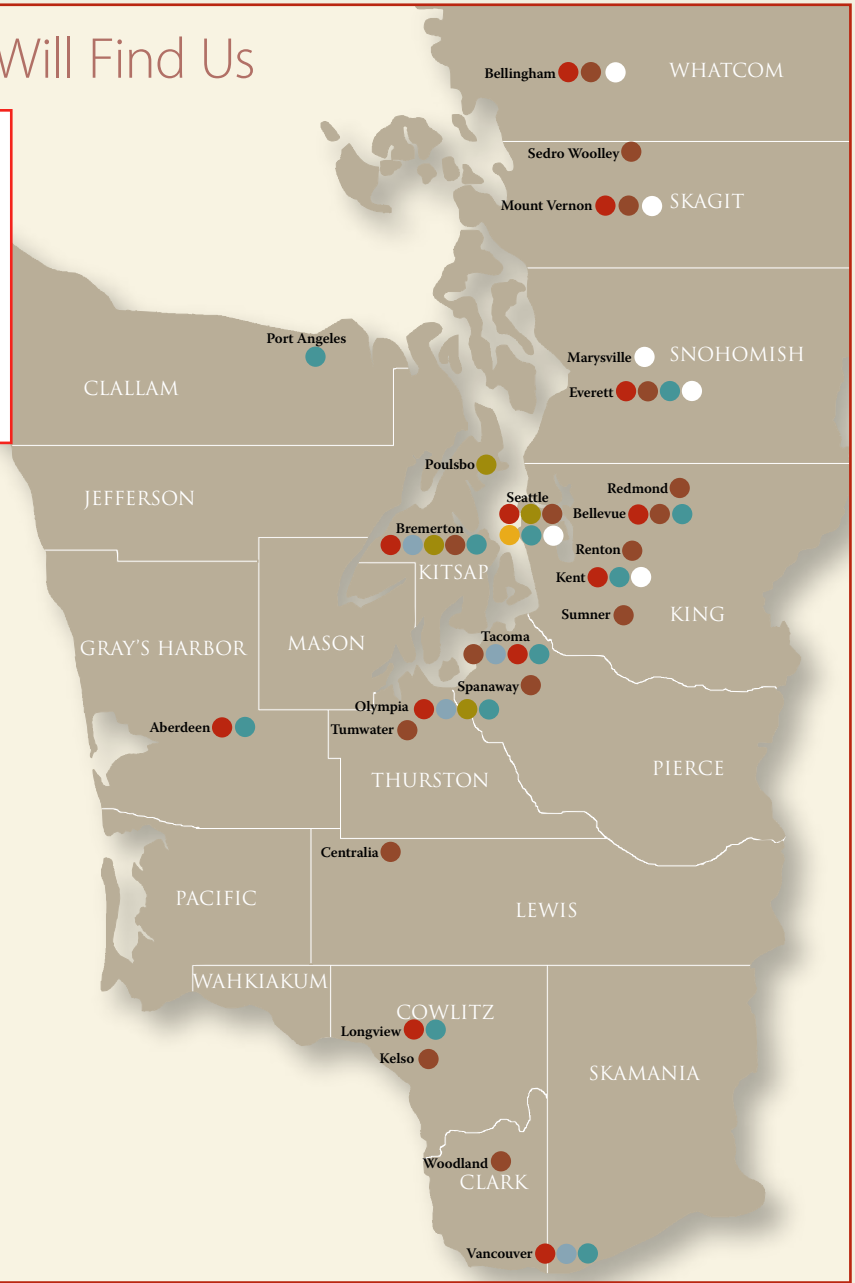 Will Find Us
Bellingham
WHATCOM
Sedro Woolley
Mount Vernon
SKAGIT
Port Angeles
CLALLAM
Marysville
SNOHOMISH
Everett
Poulsbo
JEFFERSON
Seattle
Redmond
Bellevue
Bremerton
KITSAP
Renton
Kent
Sumner
KING
GRAY'S HARBOR
MASON
Tacoma
Spanaway
Olympia
Aberdeen
Tumwater
THURSTON
PIERCE
Centralia
PACIFIC
LEWIS
WAHKIAKUM
COWLITZ
Longview
Kelso
SKAMANIA
Woodland
CLARK
Vancouver